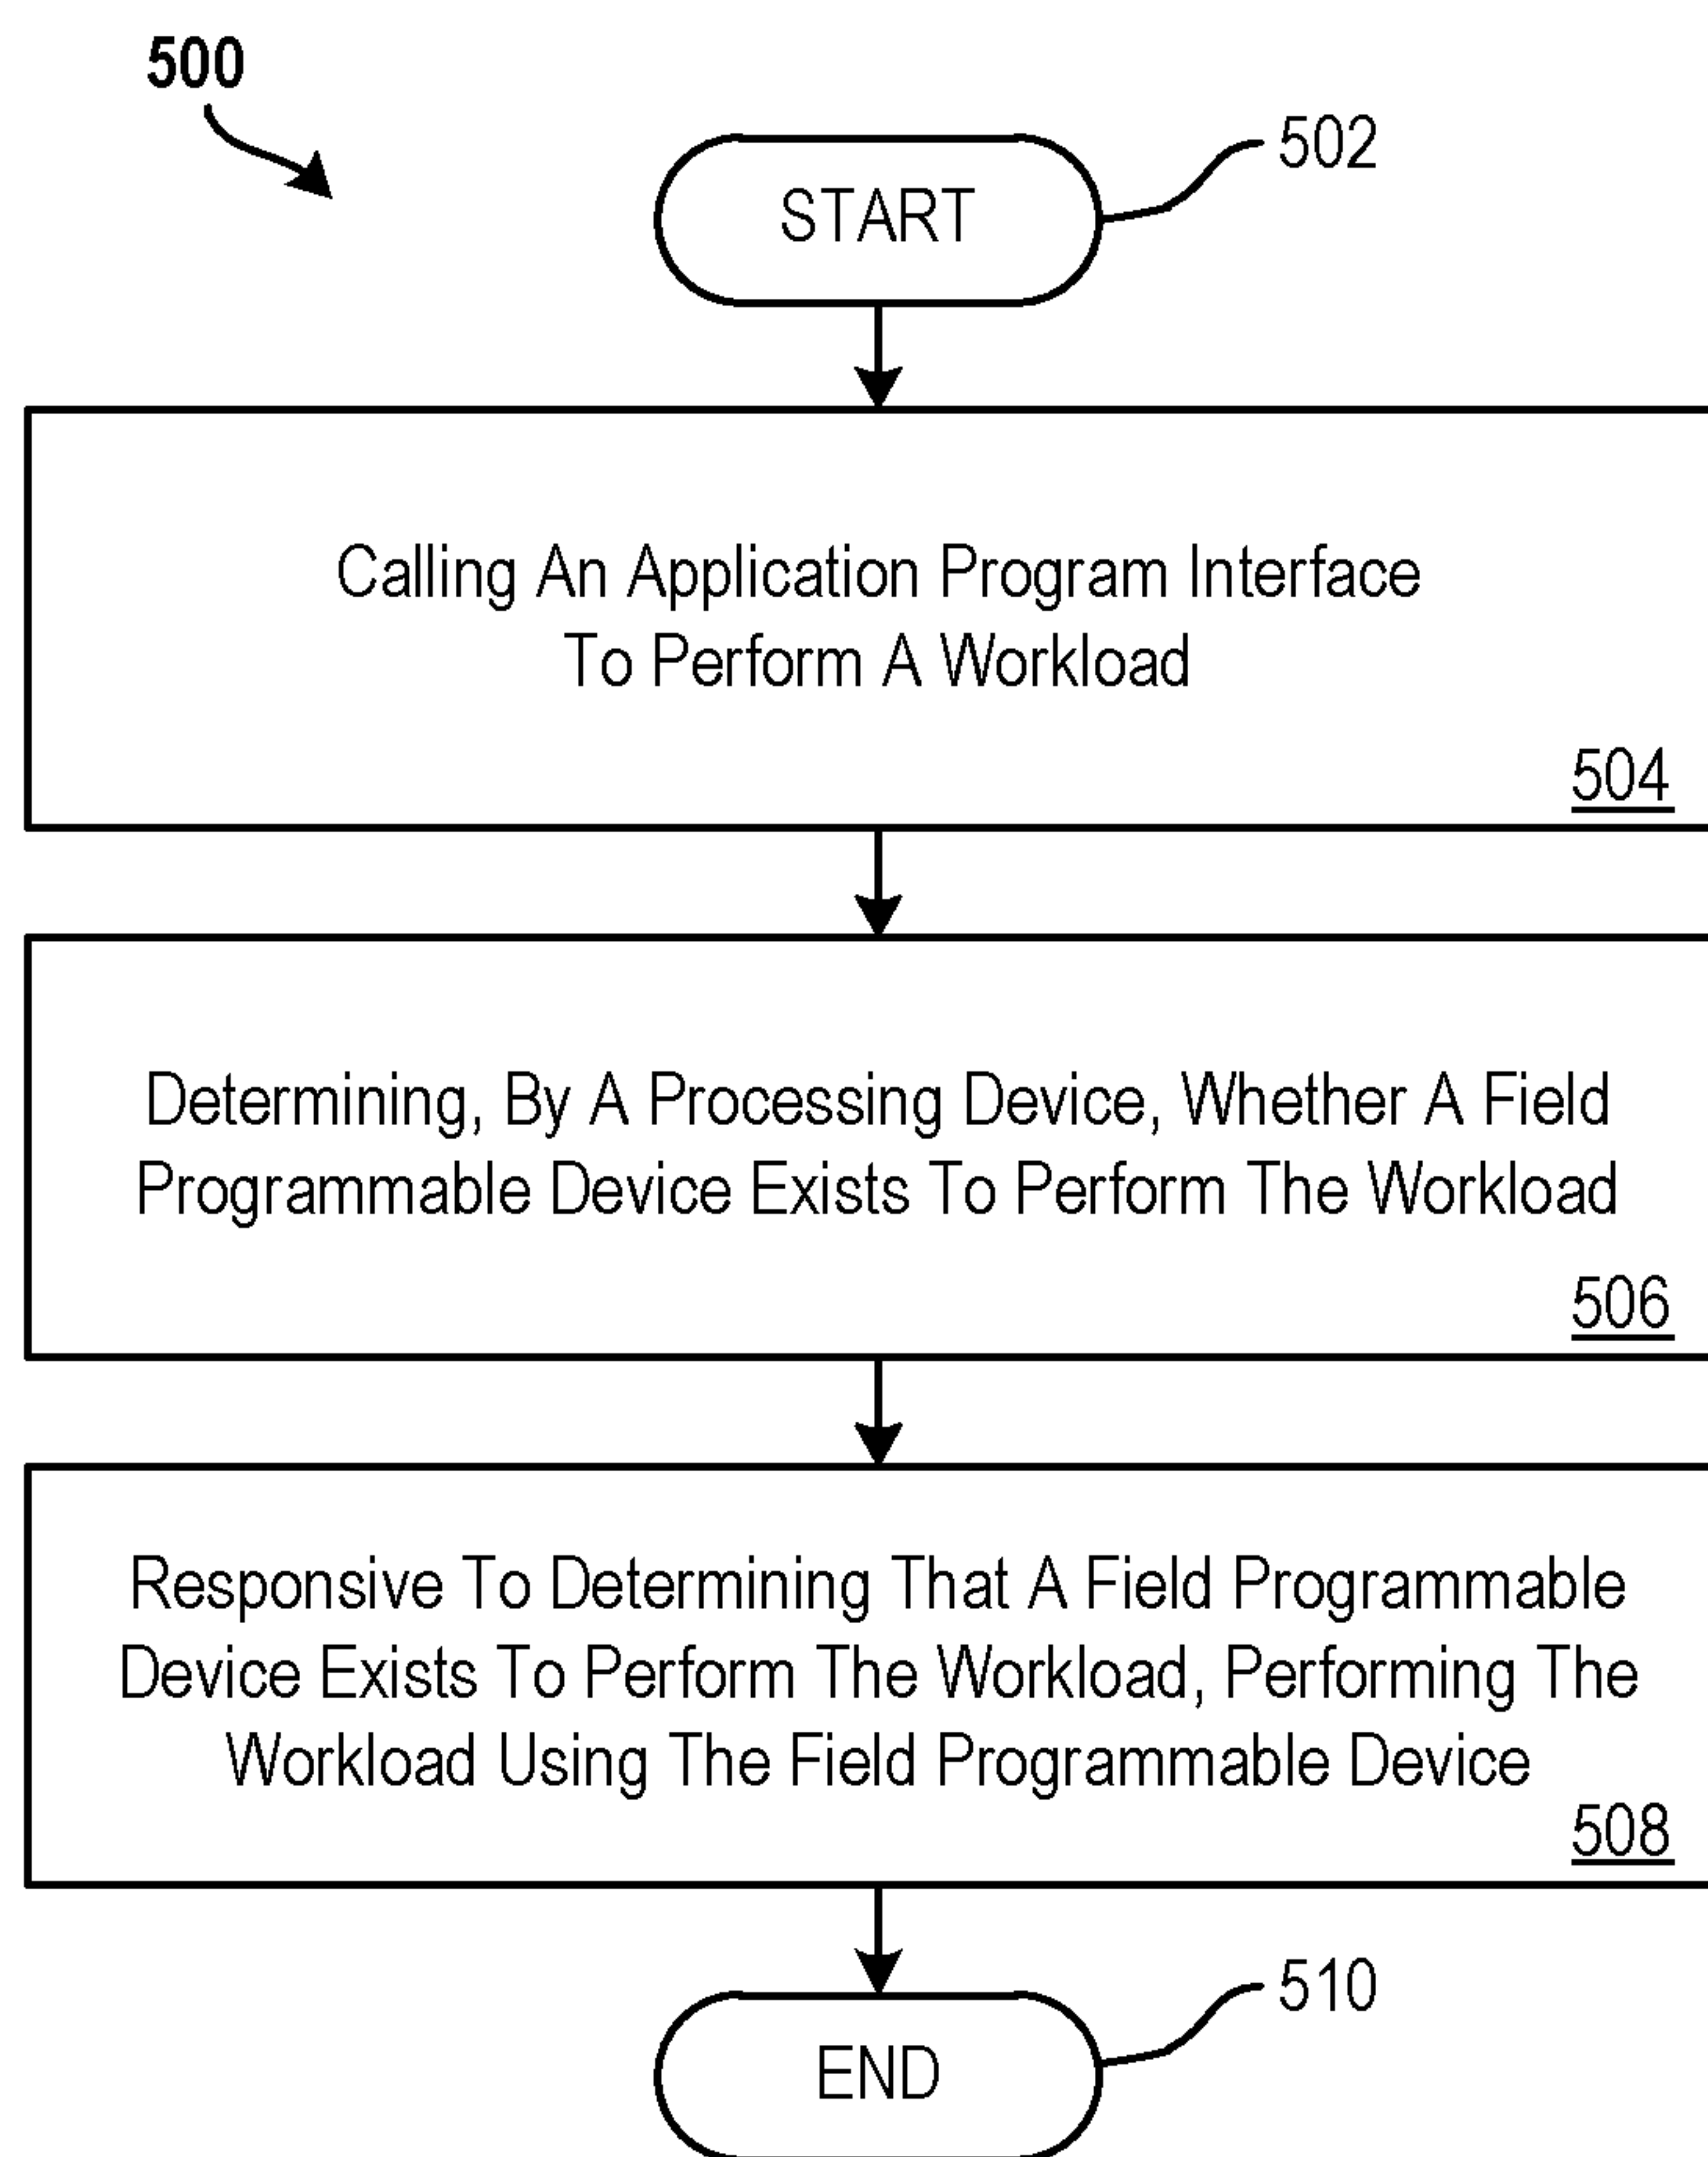 500
502
START
Calling An Application Program Interface
To Perform A Workload
504
Determining, By A Processing Device, Whether A Field
Programmable Device Exists To Perform The Workload
506
Responsive To Determining That A Field Programmable
Device Exists To Perform The Workload, Performing The
Workload Using The Field Programmable Device
508
510
END